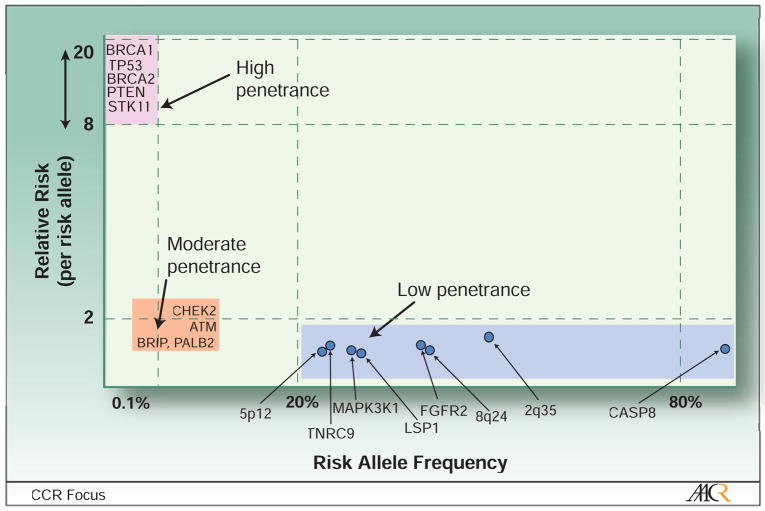 20
BRCA1
TP53
BRCA2
PTEN
STK11
High
penetrance
8
Relative Risk
(per risk allele)
Moderate
penetrance
Low penetrance
2
CHEK2
ATM
BRIP, PALB2
0.1%
20%
80%
5p12
TNRC9
MAPK3K1
LSP1
FGFR2
8q24
2q35
CASP8
Risk Allele Frequency
CCR Focus
AACR